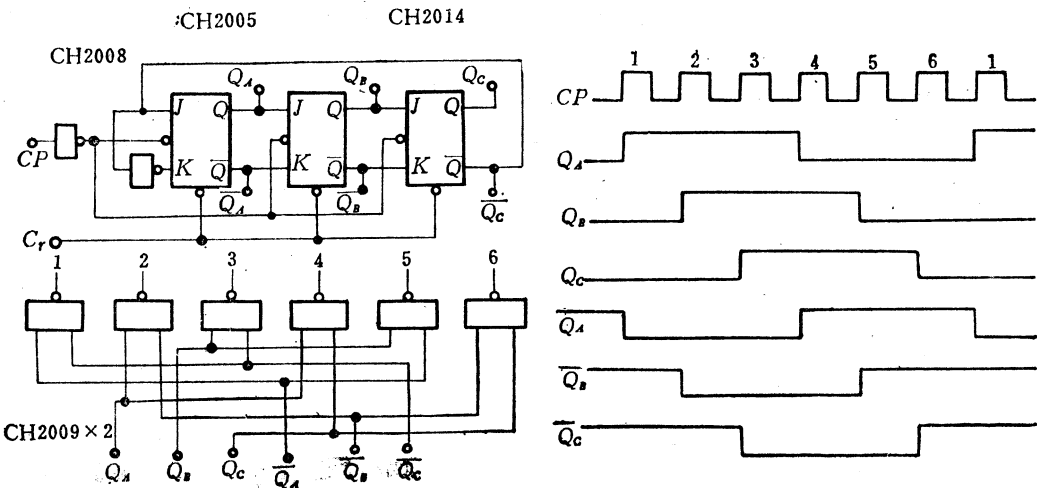 CH2005
CH2014
CH2008
Q_A
Q_B
Q_C
J Q
J Q
J Q
CP
K Q̅
K Q̅
K Q̅
Q̅_A
Q̅_B
Q̅_C
C_r
1 2 3 4 5 6
CH2009×2
Q_A Q_B Q_C Q̅_A Q̅_B Q̅_C
1 2 3 4 5 6 1
CP
Q_A
Q_B
Q_C
Q̅_A
Q̅_B
Q̅_C